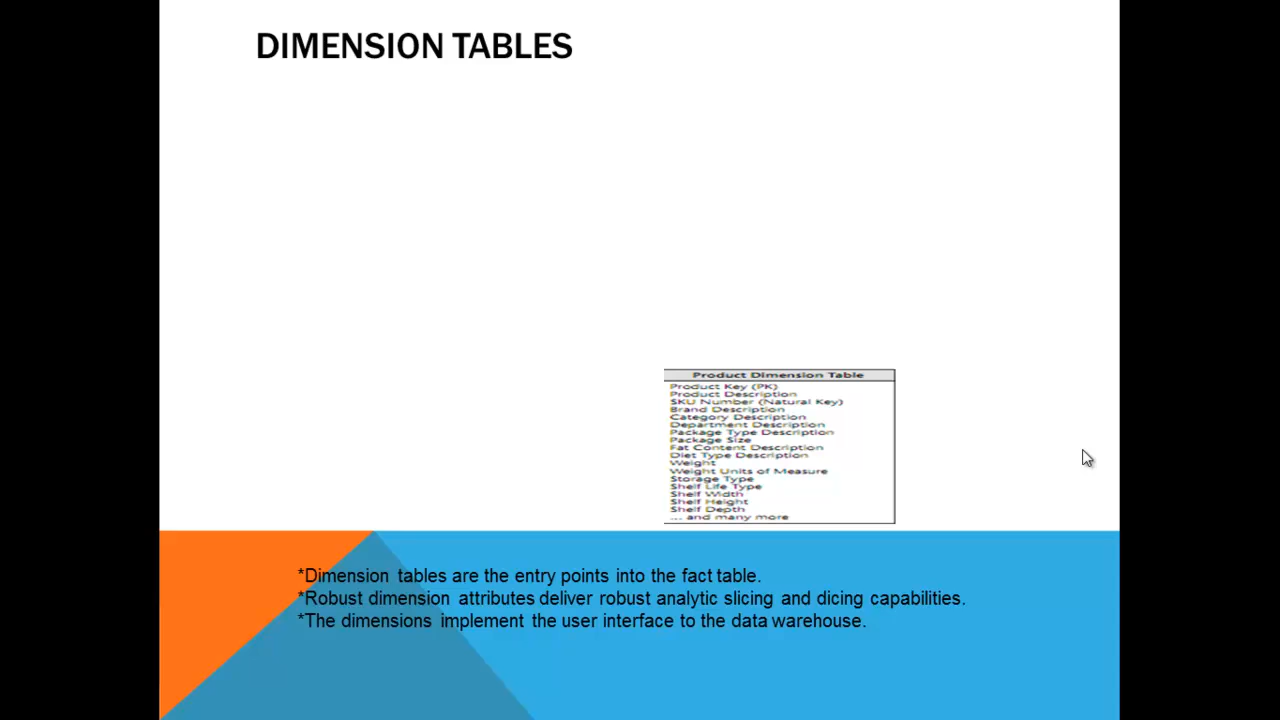 DIMENSION TABLES
Product Dimension Table
Product Key (PK)
Product Description
SKU Number (Natural Key)
Brand Description
Category Description
Department Description
Package Type Description
Package Size
Fat Content Description
Diet Type Description
Weight
Weight Units of Measure
Storage Type
Shelf Life Type
Shelf Width
Shelf Height
Shelf Depth
... and many more
*Dimension tables are the entry points into the fact table.
*Robust dimension attributes deliver robust analytic slicing and dicing capabilities.
*The dimensions implement the user interface to the data warehouse.